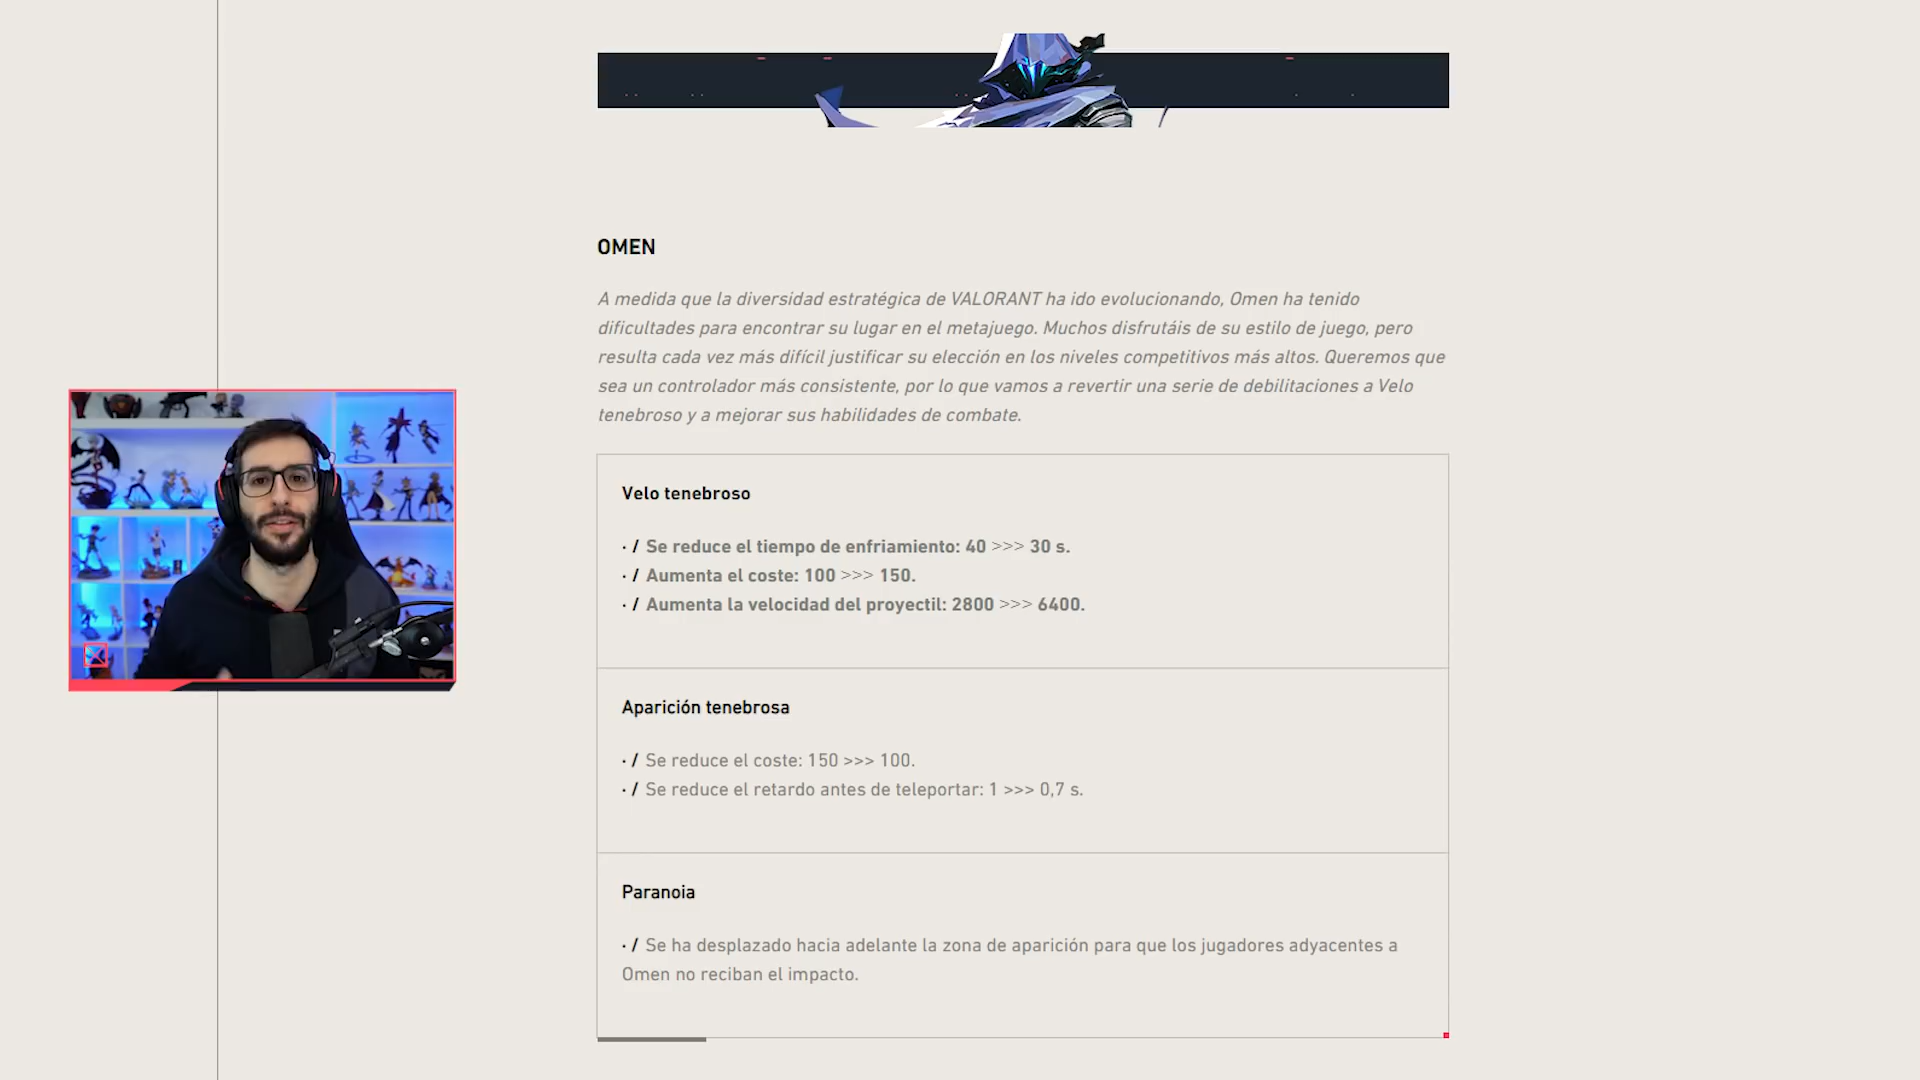 OMEN
A medida que la diversidad estratégica de VALORANT ha ido evolucionando, Omen ha tenido
dificultades para encontrar su lugar en el metajuego. Muchos disfrutáis de su estilo de juego, pero
resulta cada vez más difícil justificar su elección en los niveles competitivos más altos. Queremos que
sea un controlador más consistente, por lo que vamos a revertir una serie de debilitaciones a Velo
tenebroso y a mejorar sus habilidades de combate.
Velo tenebroso
· / Se reduce el tiempo de enfriamiento: 40 >>> 30 s.
· / Aumenta el coste: 100 >>> 150.
· / Aumenta la velocidad del proyectil: 2800 >>> 6400.
Aparición tenebrosa
· / Se reduce el coste: 150 >>> 100.
· / Se reduce el retardo antes de teleportar: 1 >>> 0,7 s.
Paranoia
· / Se ha desplazado hacia adelante la zona de aparición para que los jugadores adyacentes a
Omen no reciban el impacto.